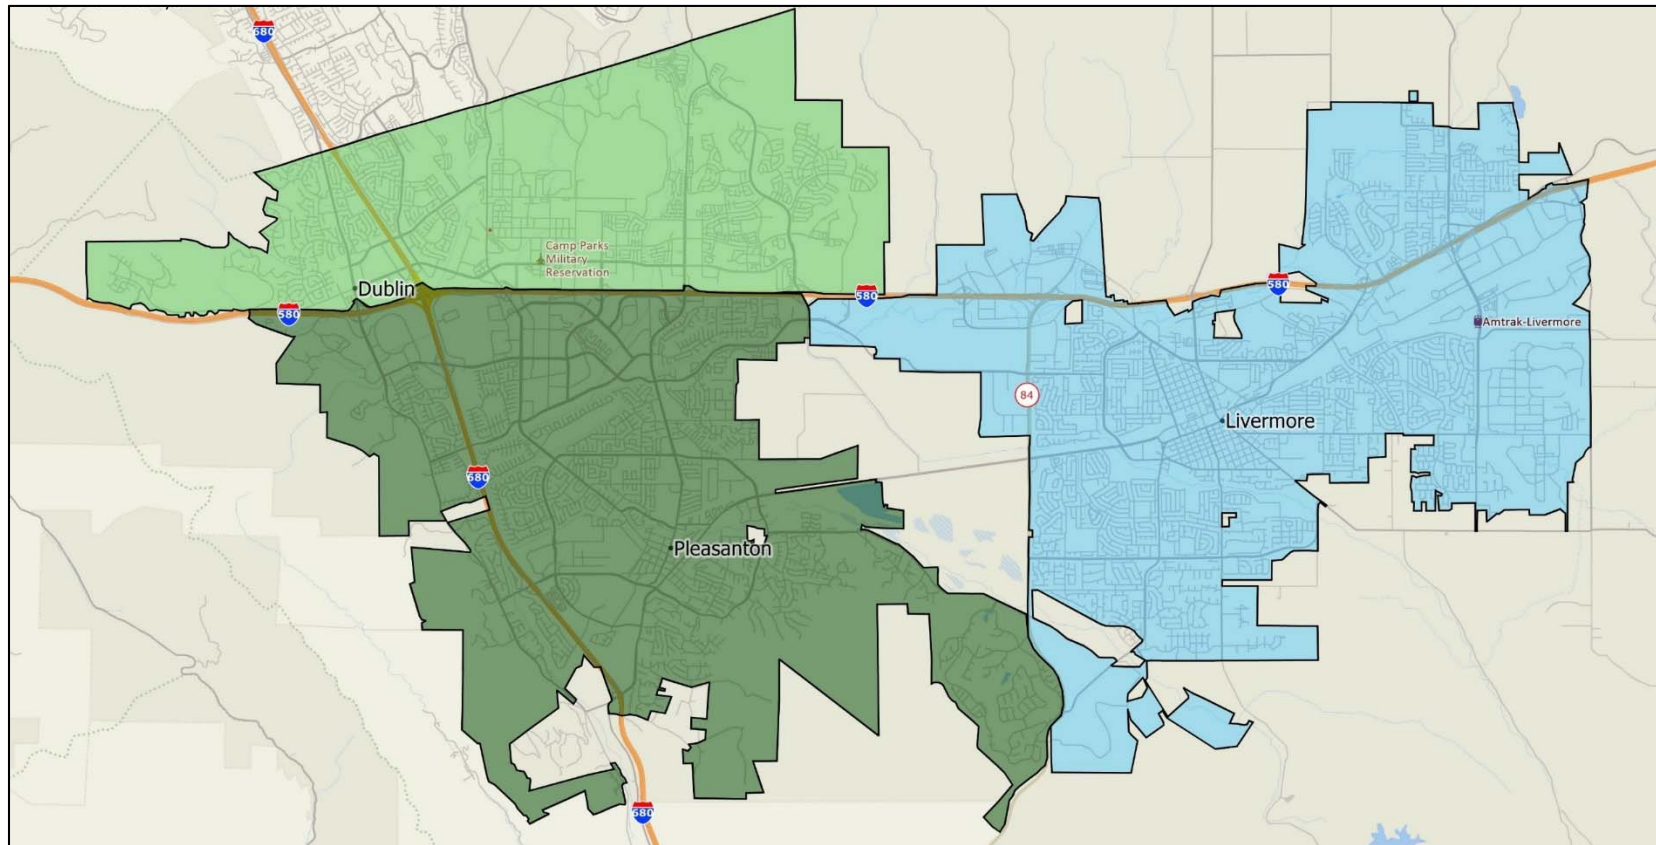 680
Camp Parks
Military
Reservation
Dublin
580
580
580
Amtrak-Livermore
84
Livermore
680
Pleasanton
680